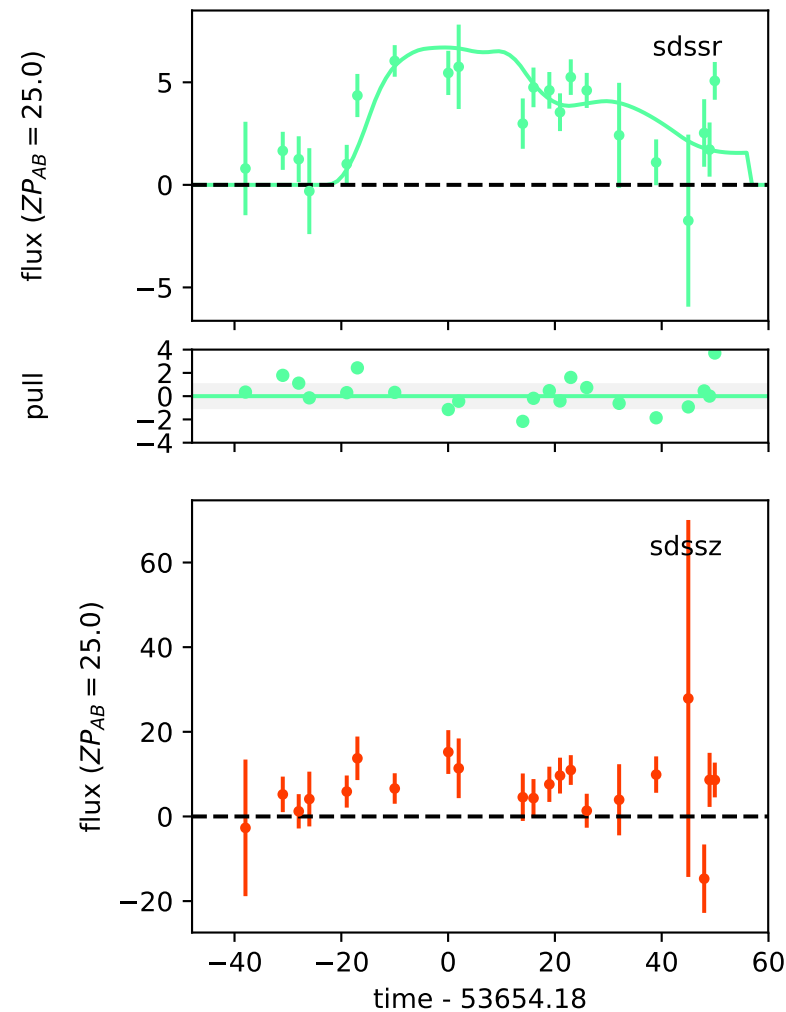 sdssr
flux (ZP_AB = 25.0)
5
0
−5
pull
4
2
0
−2
−4
sdssz
flux (ZP_AB = 25.0)
60
40
20
0
−20
−40 −20 0 20 40 60
time - 53654.18